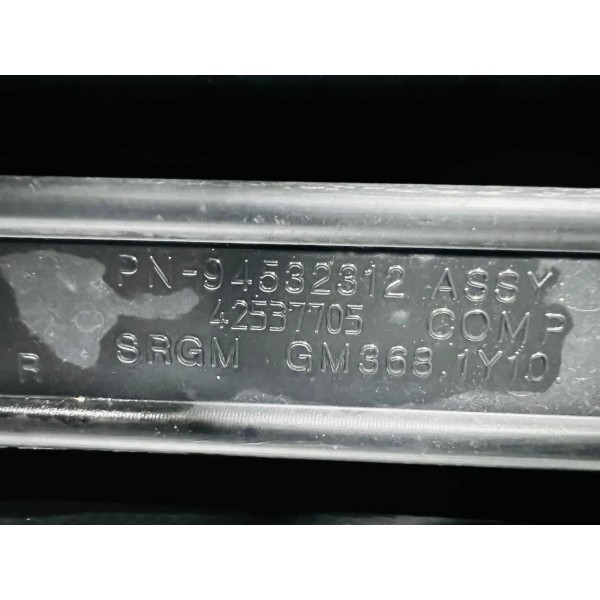 PN-94532312 ASSY
42537705 COMP
R SRGM GM368 1Y10